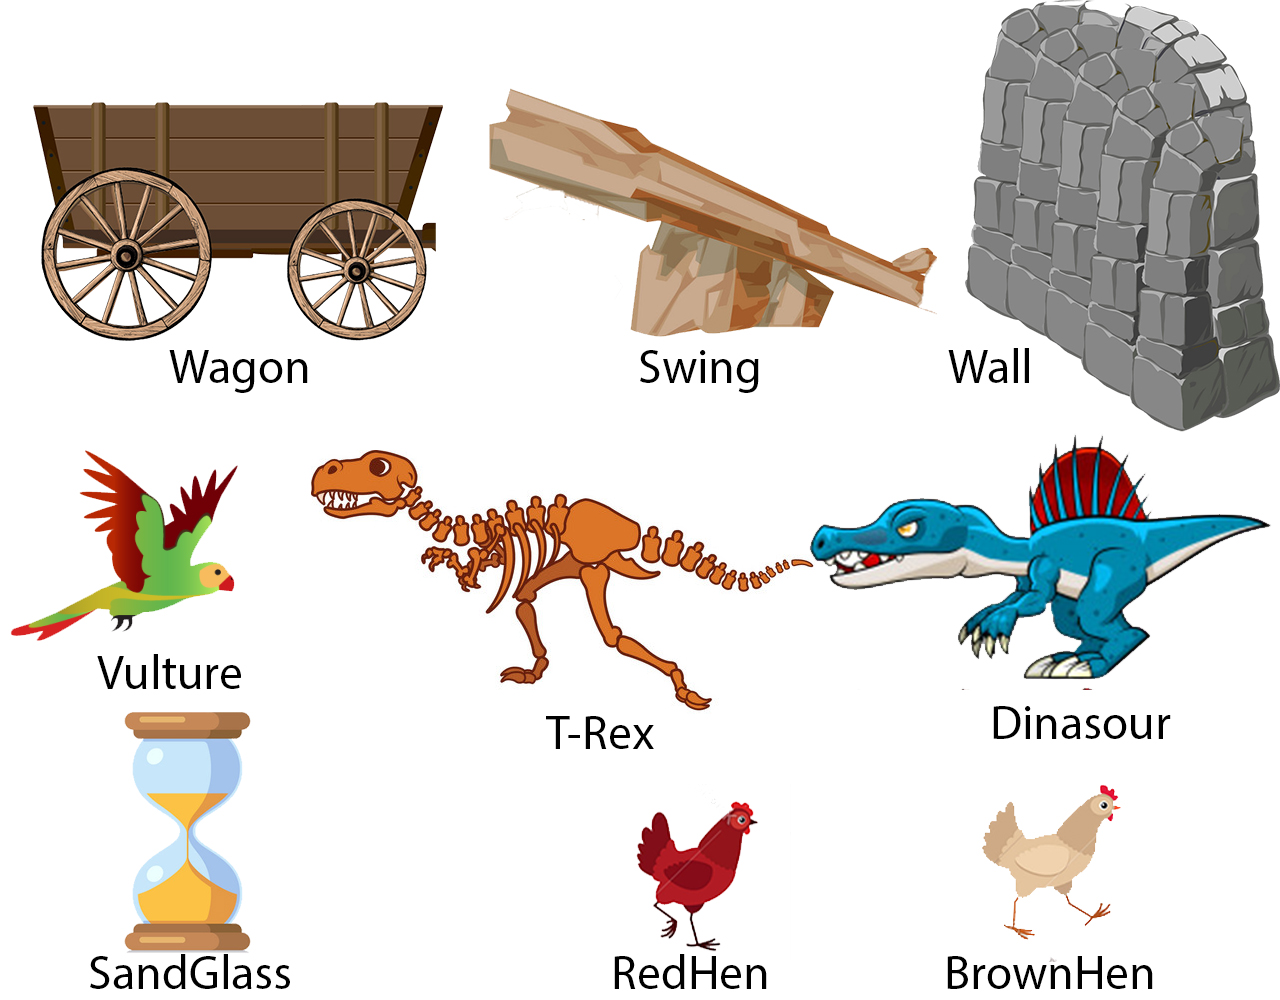 Wagon
Swing
Wall
Vulture
T-Rex
Dinasour
SandGlass
RedHen
BrownHen